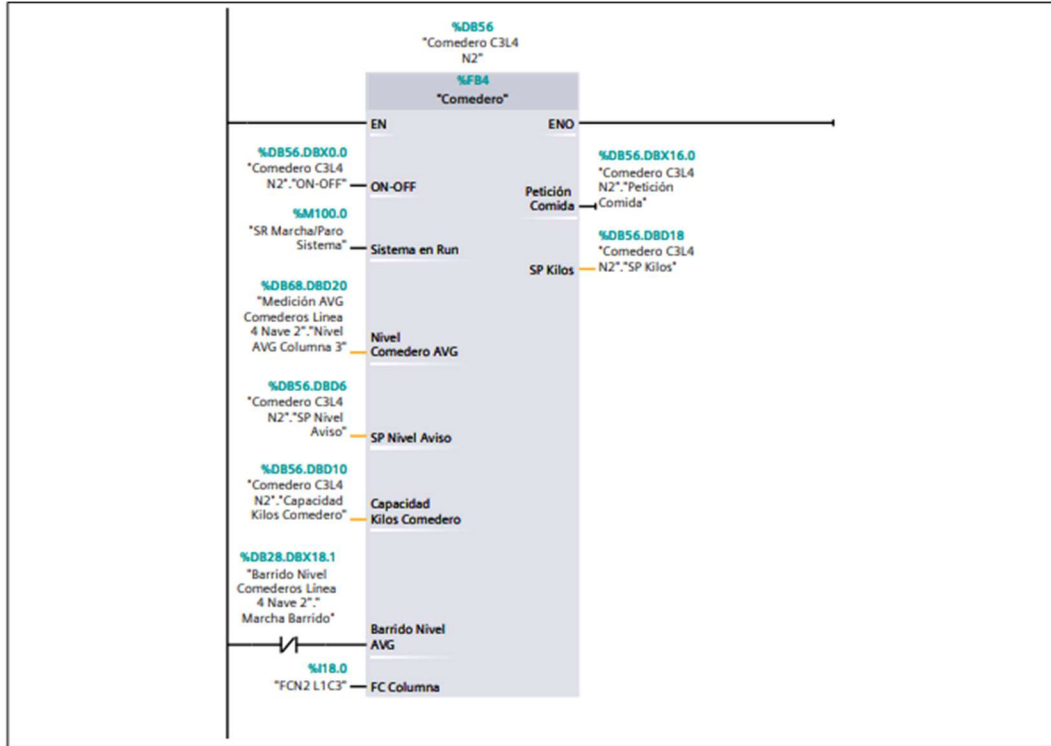 %DB56
"Comedero C3L4
N2"
%FB4
"Comedero"
EN
ENO
%DB56.DBX0.0
"Comedero C3L4
N2"."ON-OFF"
ON-OFF
%DB56.DBX16.0
"Comedero C3L4
N2"."Petición
Comida"
Petición
Comida
%M100.0
"SR Marcha/Paro
Sistema"
Sistema en Run
%DB56.DBD18
"Comedero C3L4
N2"."SP Kilos"
SP Kilos
%DB68.DBD20
"Medición AVG
Comederos Linea
4 Nave 2"."Nivel
AVG Columna 3"
Nivel
Comedero AVG
%DB56.DBD6
"Comedero C3L4
N2"."SP Nivel
Aviso"
SP Nivel Aviso
%DB56.DBD10
"Comedero C3L4
N2"."Capacidad
Kilos Comedero"
Capacidad
Kilos Comedero
%DB28.DBX18.1
"Barrido Nivel
Comederos Línea
4 Nave 2"."
Marcha Barrido"
Barrido Nivel
AVG
%I18.0
"FCN2 L1C3"
FC Columna